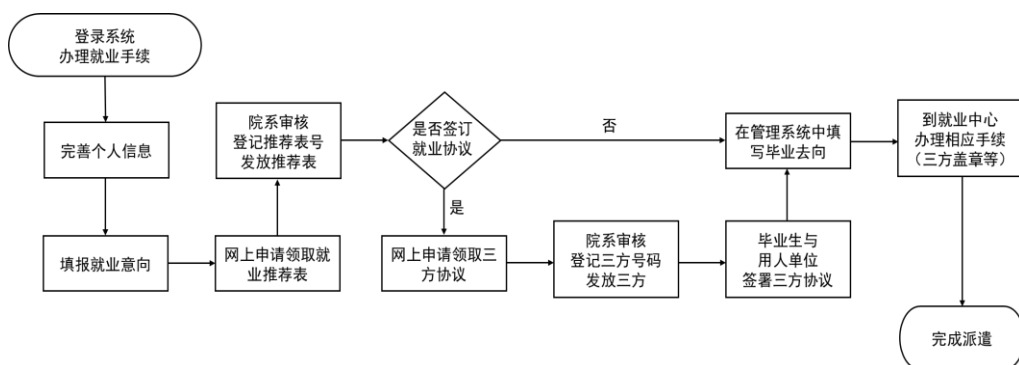 登录系统
办理就业手续
完善个人信息
填报就业意向
网上申请领取就
业推荐表
院系审核
登记推荐表号
发放推荐表
是否签订
就业协议
否
是
网上申请领取三
方协议
院系审核
登记三方号码
发放三方
毕业生与
用人单位
签署三方协议
在管理系统中填
写毕业去向
到就业中心
办理相应手续
（三方盖章等）
完成派遣